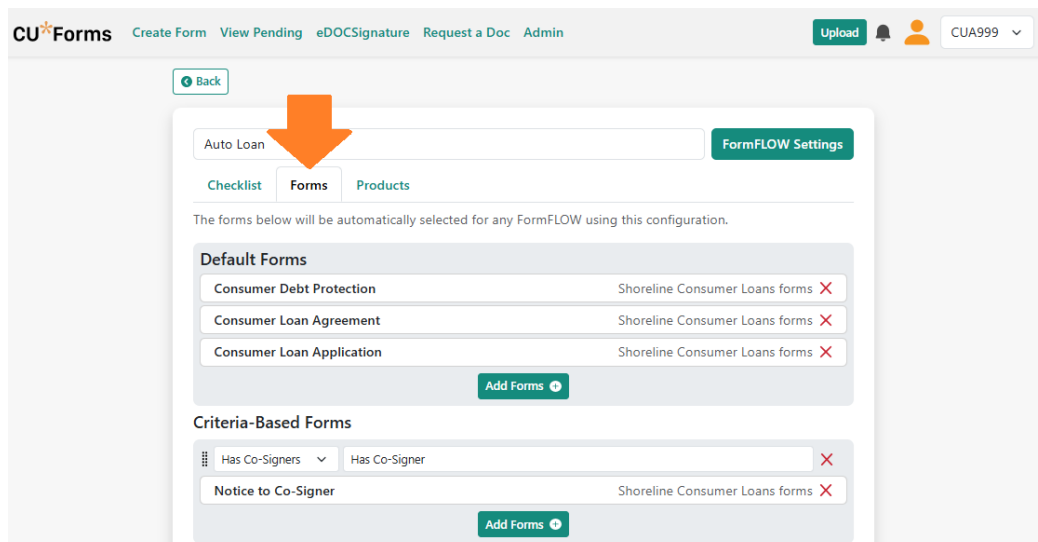 CU*Forms Create Form View Pending eDOCSignature Request a Doc Admin Upload CUA999
Back
Auto Loan FormFLOW Settings
Checklist Forms Products
The forms below will be automatically selected for any FormFLOW using this configuration.
Default Forms
Consumer Debt Protection Shoreline Consumer Loans forms
Consumer Loan Agreement Shoreline Consumer Loans forms
Consumer Loan Application Shoreline Consumer Loans forms
Add Forms
Criteria-Based Forms
Has Co-Signers Has Co-Signer
Notice to Co-Signer Shoreline Consumer Loans forms
Add Forms